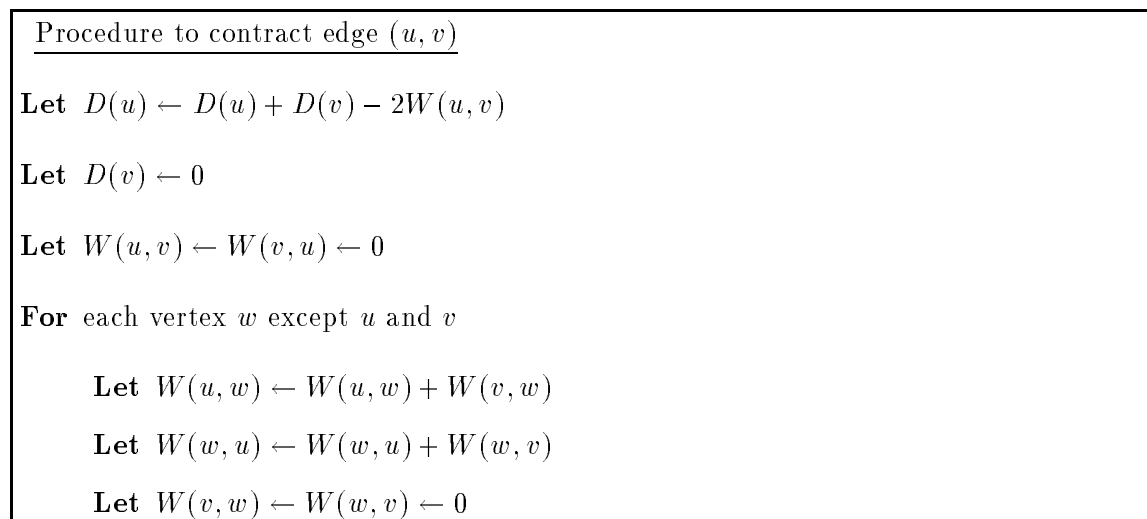 Procedure to contract edge (u, v)
Let D(u) ← D(u) + D(v) − 2W(u, v)
Let D(v) ← 0
Let W(u, v) ← W(v, u) ← 0
For each vertex w except u and v
Let W(u, w) ← W(u, w) + W(v, w)
Let W(w, u) ← W(w, u) + W(w, v)
Let W(v, w) ← W(w, v) ← 0